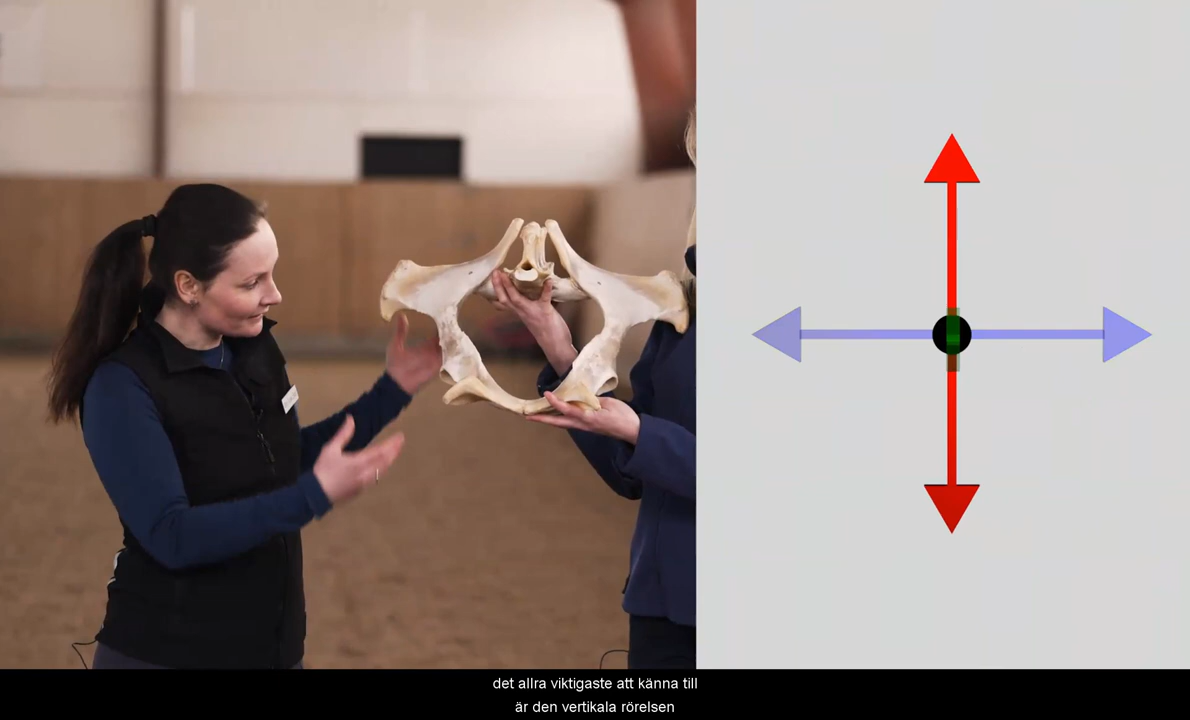 det allra viktigaste att känna till
är den vertikala rörelsen